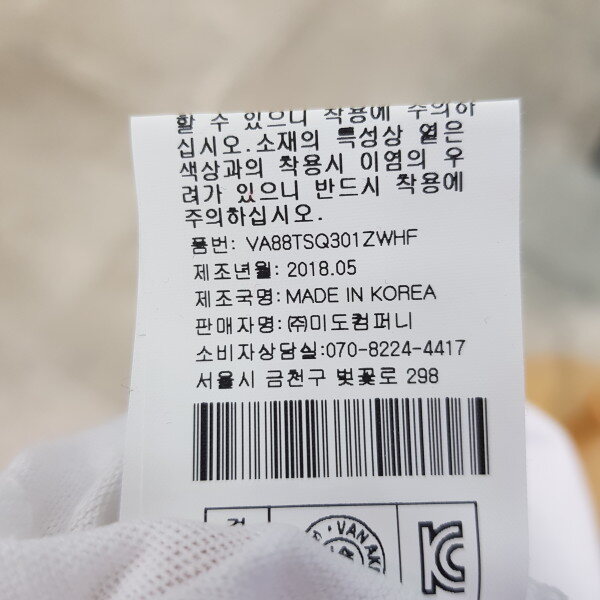 할 수 있으니 착용에 주의하
십시오.소재의 특성상 옅은
색상과의 착용시 이염의 우
려가 있으니 반드시 착용에
주의하십시오.
품번: VA88TSQ301ZWHF
제조년월: 2018.05
제조국명: MADE IN KOREA
판매자명: ㈜미도컴퍼니
소비자상담실:070-8224-4417
서울시 금천구 벚꽃로 298
VAN AK